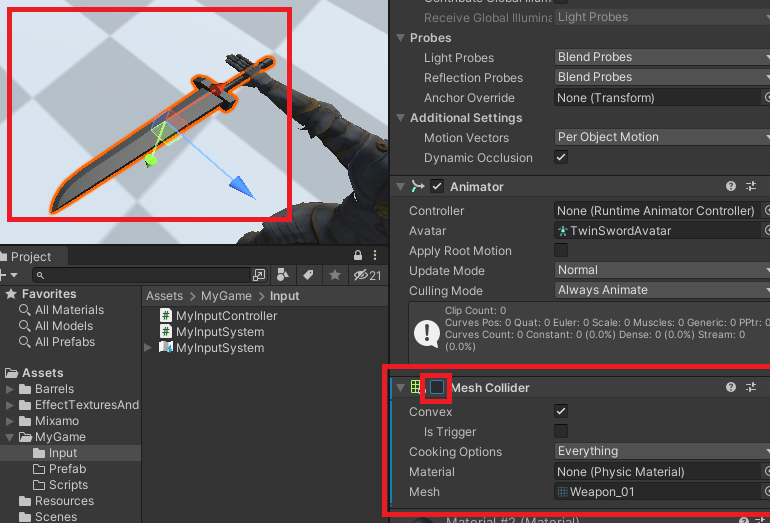 Contribute Global Illum
Receive Global Illumina Light Probes
Probes
Light Probes Blend Probes
Reflection Probes Blend Probes
Anchor Override None (Transform)
Additional Settings
Motion Vectors Per Object Motion
Dynamic Occlusion
Animator
Controller None (Runtime Animator Controller)
Avatar TwinSwordAvatar
Apply Root Motion
Update Mode Normal
Culling Mode Always Animate
Clip Count: 0
Curves Pos: 0 Quat: 0 Euler: 0 Scale: 0 Muscles: 0 Generic: 0 PPtr: 0
Curves Count: 0 Constant: 0 (0.0%) Dense: 0 (0.0%) Stream: 0
(0.0%)
Mesh Collider
Convex
Is Trigger
Cooking Options Everything
Material None (Physic Material)
Mesh Weapon_01
Material #2 (Material)
Project
21
Favorites
All Materials
All Models
All Prefabs
Assets
Barrels
EffectTexturesAnd
Mixamo
MyGame
Input
Prefab
Scripts
Resources
Scenes
Assets > MyGame > Input
MyInputController
MyInputSystem
MyInputSystem